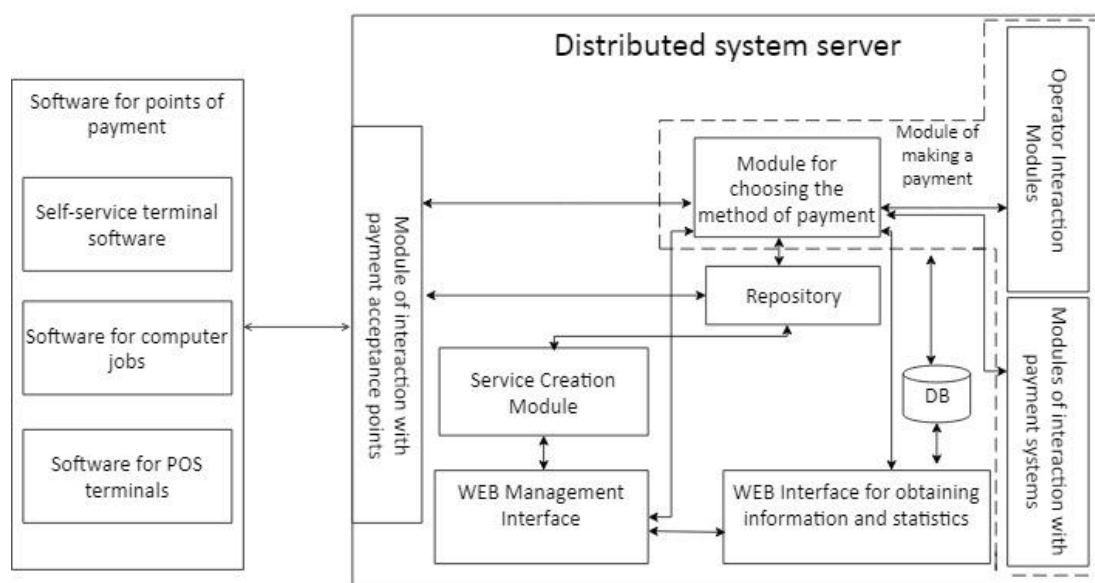 Distributed system server
Software for points of
payment
Self-service terminal
software
Software for computer
jobs
Software for POS
terminals
Module of interaction with
payment acceptance points
Module for
choosing the
method of payment
Module of
making a
payment
Operator Interaction
Modules
Repository
Service Creation
Module
DB
WEB Management
Interface
WEB Interface for obtaining
information and statistics
Modules of interaction with
payment systems